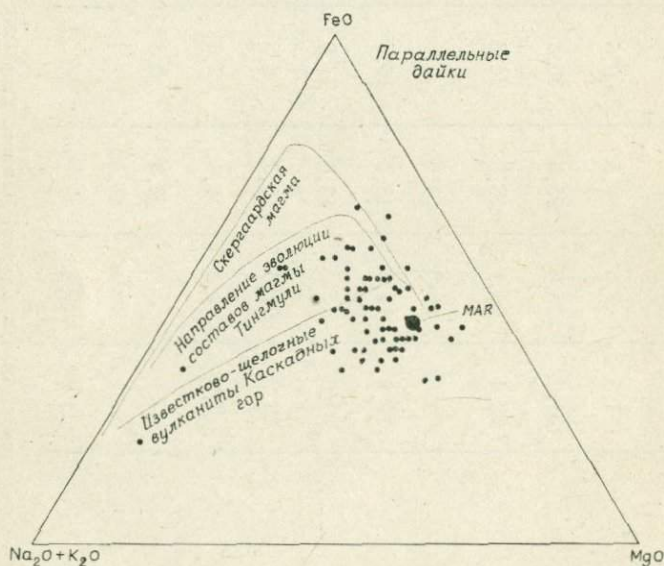 FeO
Параллельные
дайки
Скергаардская
магма
Направление эволюции
составов магмы
Тингмули
MAR
Известково-щелочные
вулканиты Каскадных
гор
Na₂O+K₂O
MgO